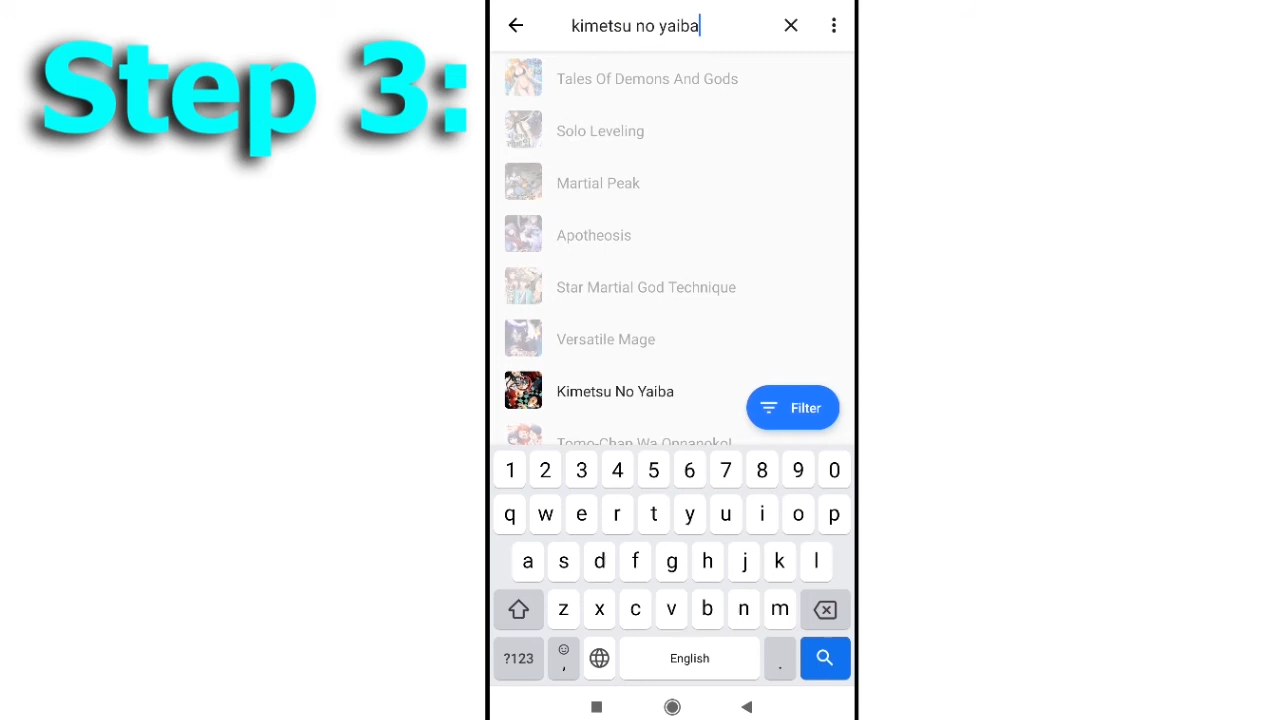 Step 3:
kimetsu no yaiba
Tales Of Demons And Gods
Solo Leveling
Martial Peak
Apotheosis
Star Martial God Technique
Versatile Mage
Kimetsu No Yaiba
Filter
Tomo-Chan Wa Onnanoko!
1 2 3 4 5 6 7 8 9 0
q w e r t y u i o p
a s d f g h j k l
z x c v b n m
?123 , English .